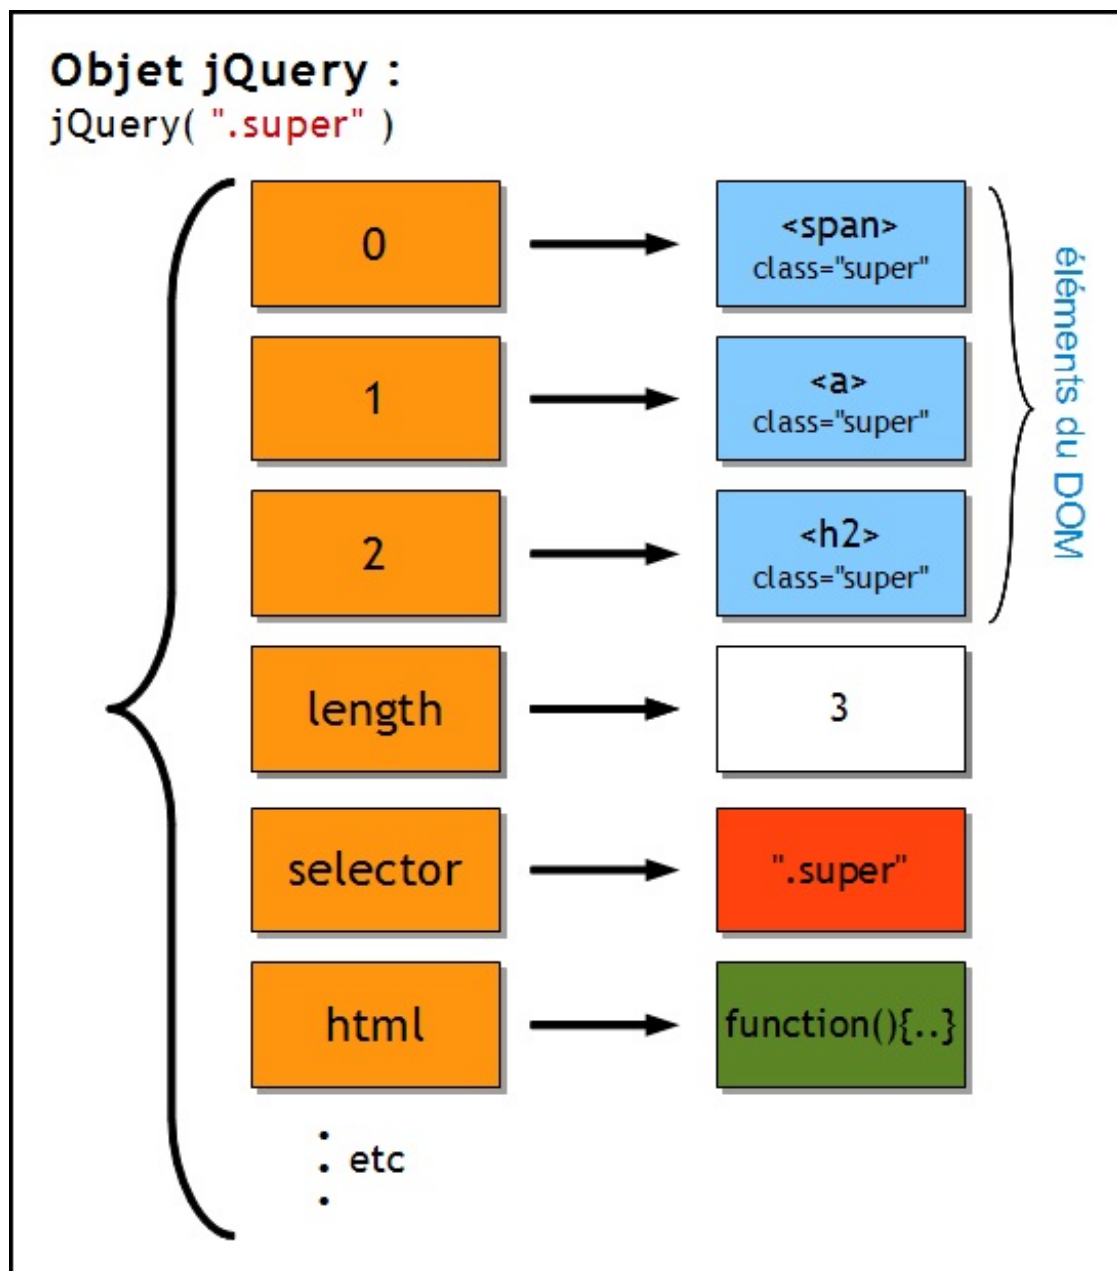 Objet jQuery :
jQuery( ".super" )
0
<span>
class="super"
1
<a>
class="super"
2
<h2>
class="super"
éléments du DOM
length
3
selector
".super"
html
function(){..}
etc